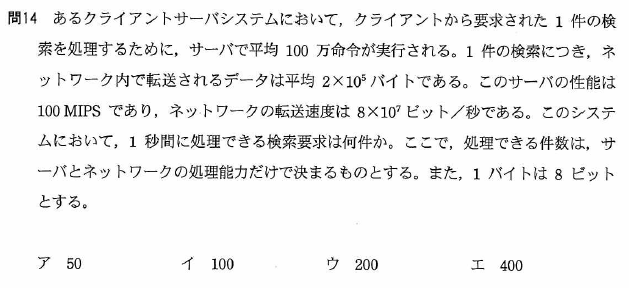 問14 あるクライアントサーバシステムにおいて，クライアントから要求された 1 件の検
索を処理するために，サーバで平均 100 万命令が実行される。1 件の検索につき，ネ
ットワーク内で転送されるデータは平均 2×10⁵ バイトである。このサーバの性能は
100 MIPS であり，ネットワークの転送速度は 8×10⁷ ビット／秒である。このシステ
ムにおいて，1 秒間に処理できる検索要求は何件か。ここで，処理できる件数は，サ
ーバとネットワークの処理能力だけで決まるものとする。また，1 バイトは 8 ビット
とする。
ア 50 イ 100 ウ 200 エ 400